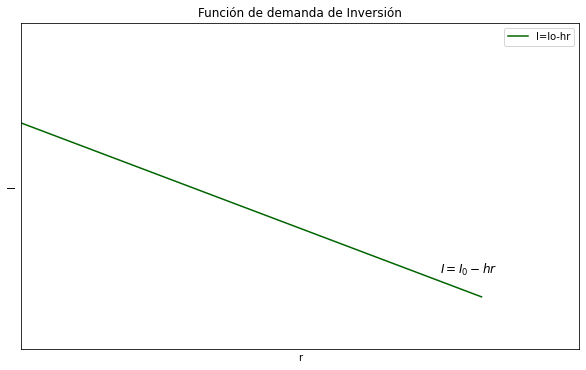 Función de demanda de Inversión
I=Io-hr
I
I = I₀ − hr
r